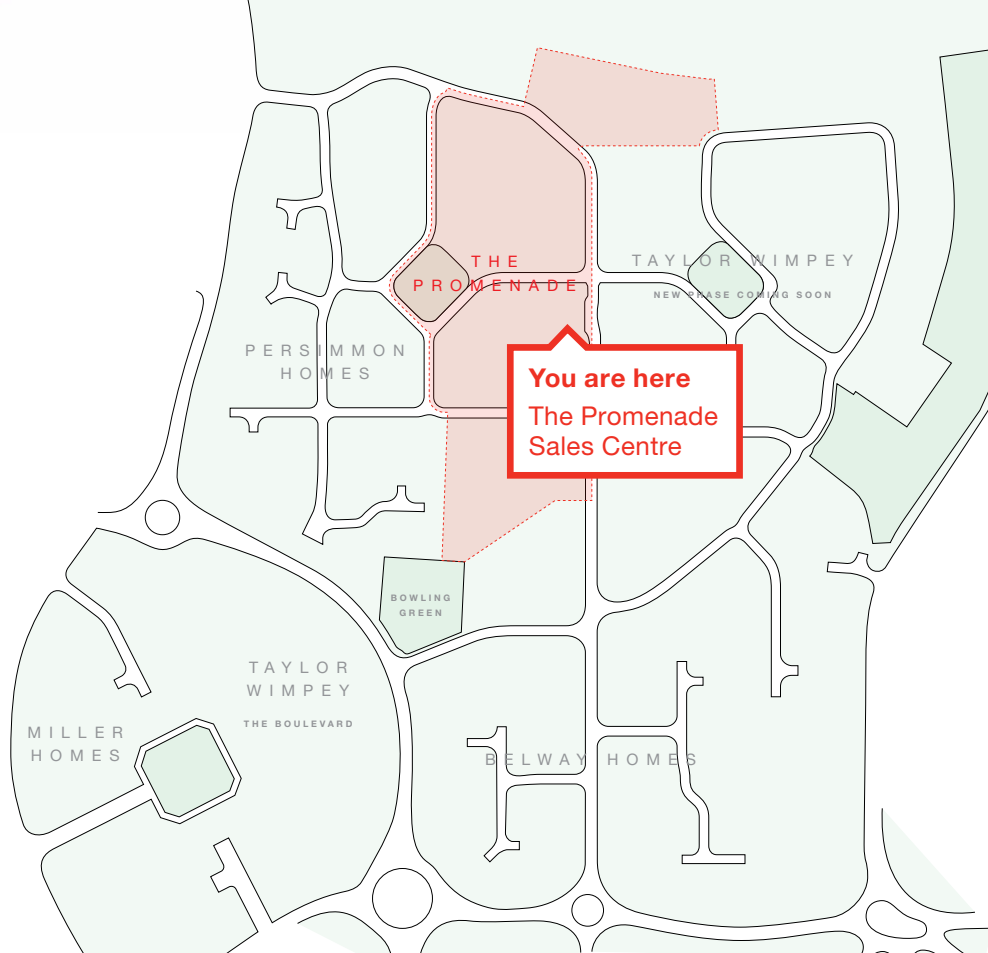 THE
PROMENADE
TAYLOR WIMPEY
NEW PHASE COMING SOON
PERSIMMON
HOMES
You are here
The Promenade
Sales Centre
BOWLING
GREEN
TAYLOR
WIMPEY
THE BOULEVARD
MILLER
HOMES
BELWAY HOMES